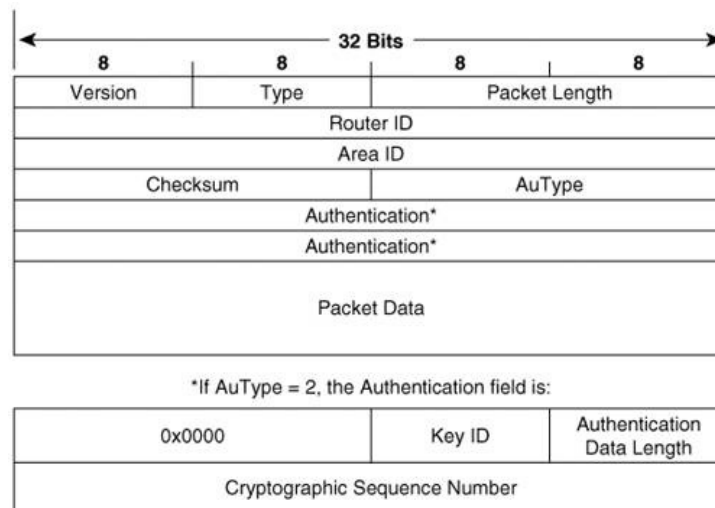 32 Bits
8 8 8 8
Version Type Packet Length
Router ID
Area ID
Checksum AuType
Authentication*
Authentication*
Packet Data
*If AuType = 2, the Authentication field is:
0x0000 Key ID Authentication
Data Length
Cryptographic Sequence Number